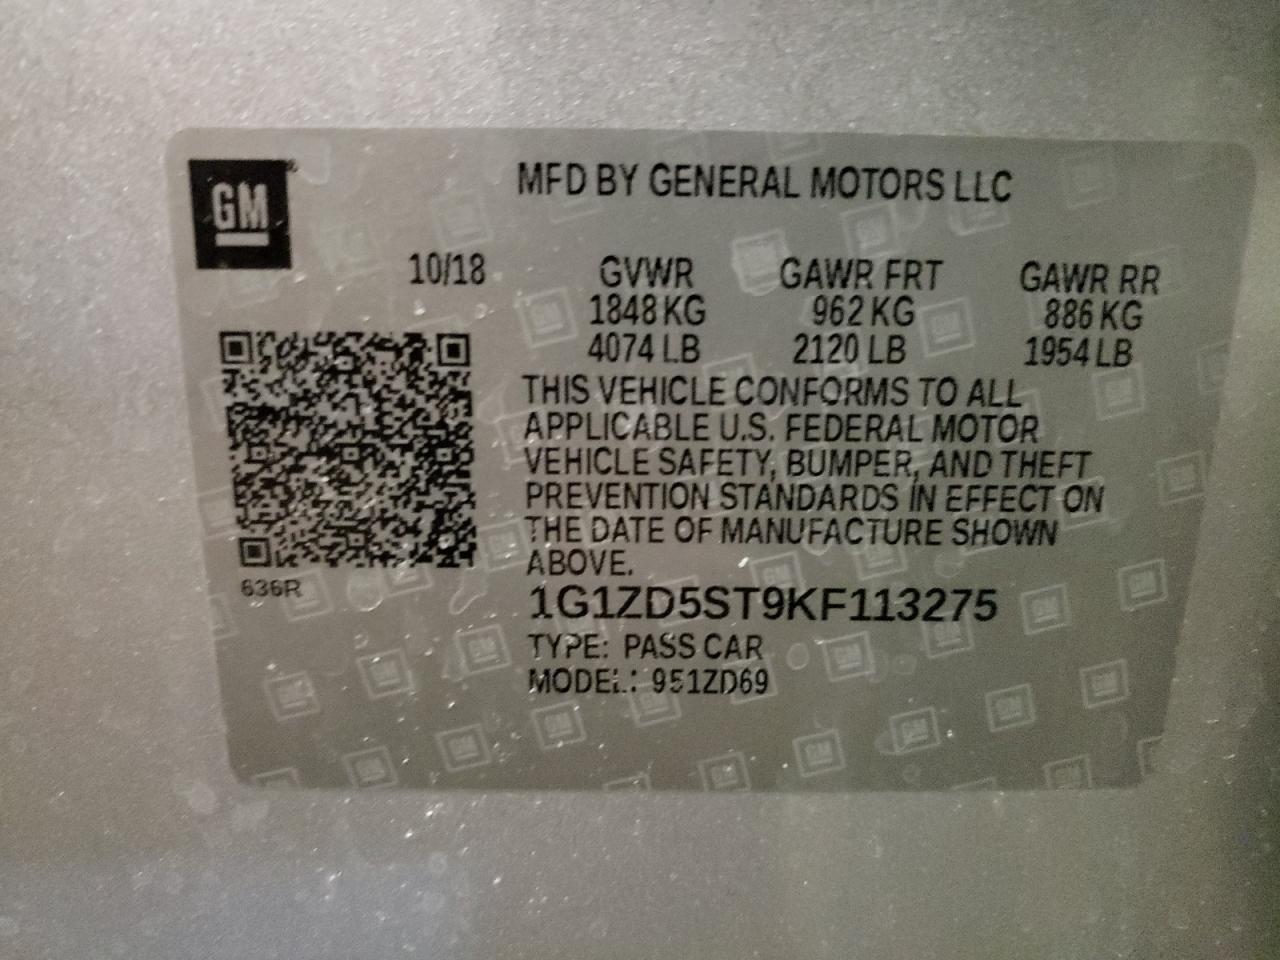 GM
MFD BY GENERAL MOTORS LLC
10/18
GVWR GAWR FRT GAWR RR
1848 KG 962 KG 886 KG
4074 LB 2120 LB 1954 LB
THIS VEHICLE CONFORMS TO ALL
APPLICABLE U.S. FEDERAL MOTOR
VEHICLE SAFETY, BUMPER, AND THEFT
PREVENTION STANDARDS IN EFFECT ON
THE DATE OF MANUFACTURE SHOWN
ABOVE.
636R
1G1ZD5ST9KF113275
TYPE: PASS CAR
MODEL: 951ZD69